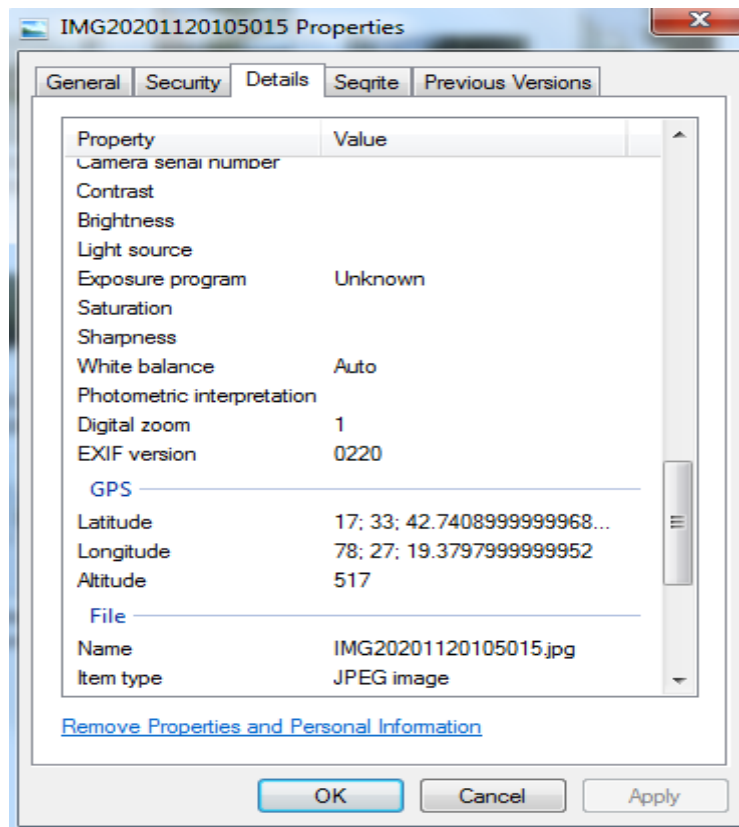 IMG20201120105015 Properties
General Security Details Seqrite Previous Versions
Property Value
Camera serial number
Contrast
Brightness
Light source
Exposure program Unknown
Saturation
Sharpness
White balance Auto
Photometric interpretation
Digital zoom 1
EXIF version 0220
GPS
Latitude 17; 33; 42.7408999999968...
Longitude 78; 27; 19.3797999999952
Altitude 517
File
Name IMG20201120105015.jpg
Item type JPEG image
Remove Properties and Personal Information
OK Cancel Apply